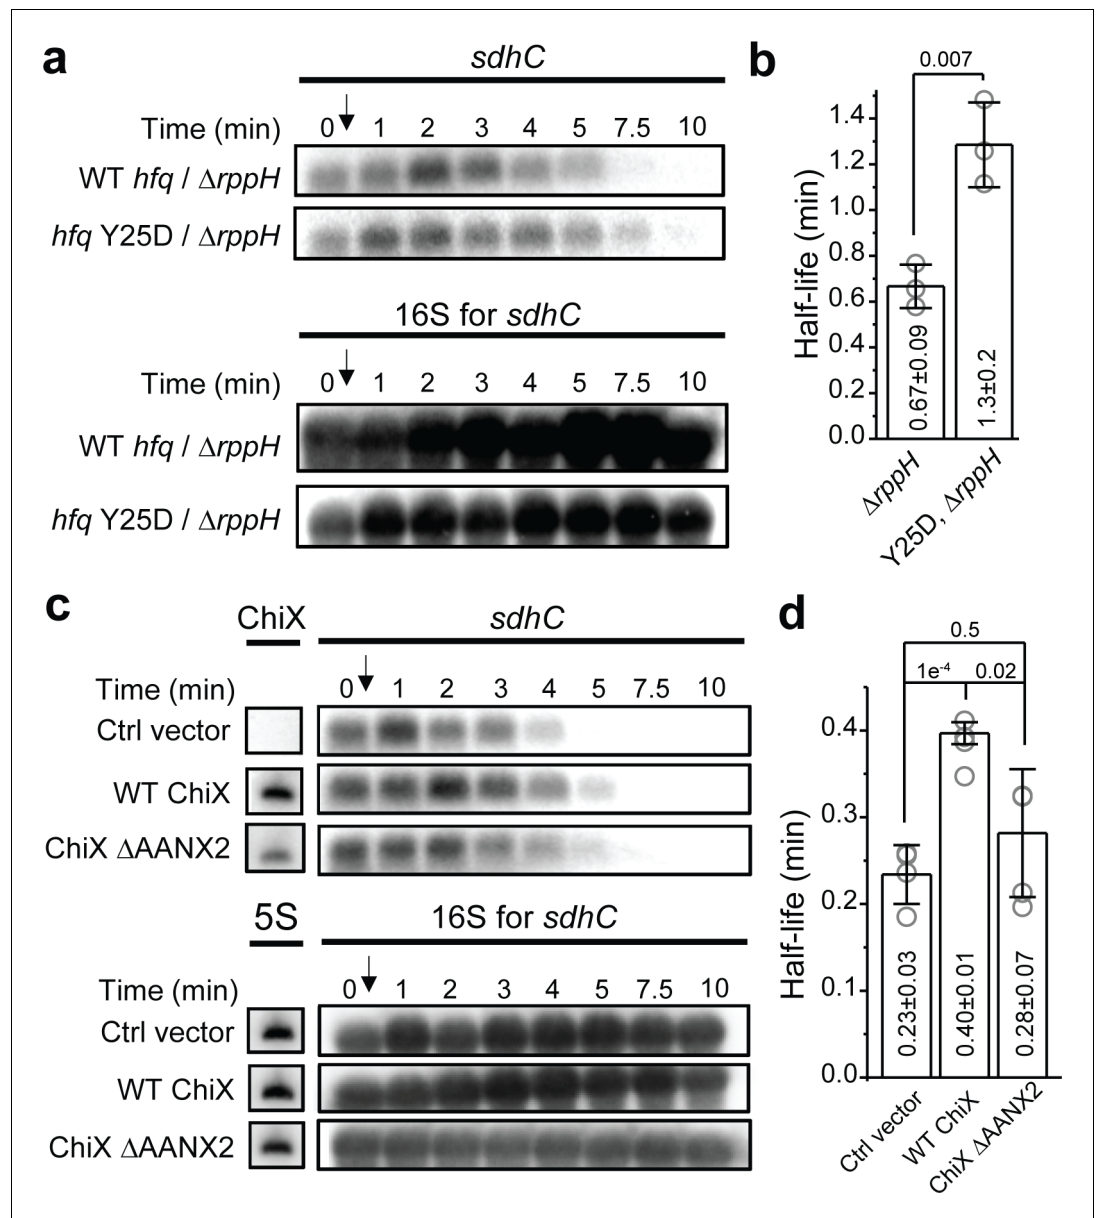 a
sdhC
Time (min) 0 1 2 3 4 5 7.5 10
WT hfq / ΔrppH
hfq Y25D / ΔrppH
16S for sdhC
Time (min) 0 1 2 3 4 5 7.5 10
WT hfq / ΔrppH
hfq Y25D / ΔrppH
b
0.007
Half-life (min)
1.4
1.2
1.0
0.8
0.6
0.4
0.2
0.0
0.67±0.09
1.3±0.2
ΔrppH
Y25D, ΔrppH
c
ChiX sdhC
Time (min) 0 1 2 3 4 5 7.5 10
Ctrl vector
WT ChiX
ChiX ΔAANX2
5S 16S for sdhC
Time (min) 0 1 2 3 4 5 7.5 10
Ctrl vector
WT ChiX
ChiX ΔAANX2
d
0.5
1e-4 0.02
Half-life (min)
0.4
0.3
0.2
0.1
0.0
0.23±0.03
0.40±0.01
0.28±0.07
Ctrl vector
WT ChiX
ChiX ΔAANX2